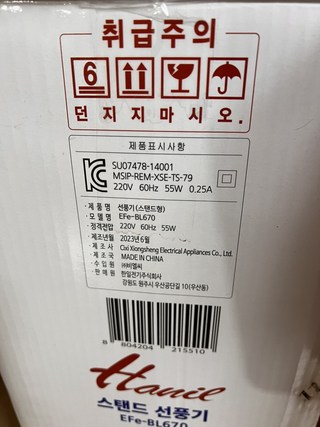 취급주의
6
던지지마시오.
제품표시사항
SU07478-14001
MSIP-REM-XSE-TS-79
220V 60Hz 55W 0.25A
· 제품명 선풍기(스탠드형)
· 모델명 EFe-BL670
· 정격전압 220V 60Hz 55W
· 제조년월 2023년 6월
· 제조사 Cixi Xiongsheng Electrical Appliances Co., Ltd.
· 제조국 MADE IN CHINA
· 수입원 ㈜비엘씨
· 판매원 한일전기주식회사
강원도 원주시 우산공단길 10(우산동)
8 804204 215510
Hanil
스탠드 선풍기
EFe-BL670